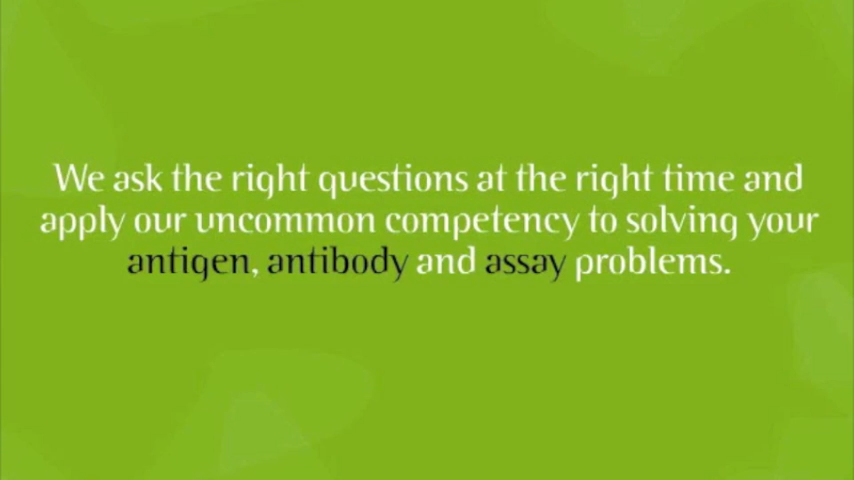 We ask the right questions at the right time and
apply our uncommon competency to solving your
antigen, antibody and assay problems.